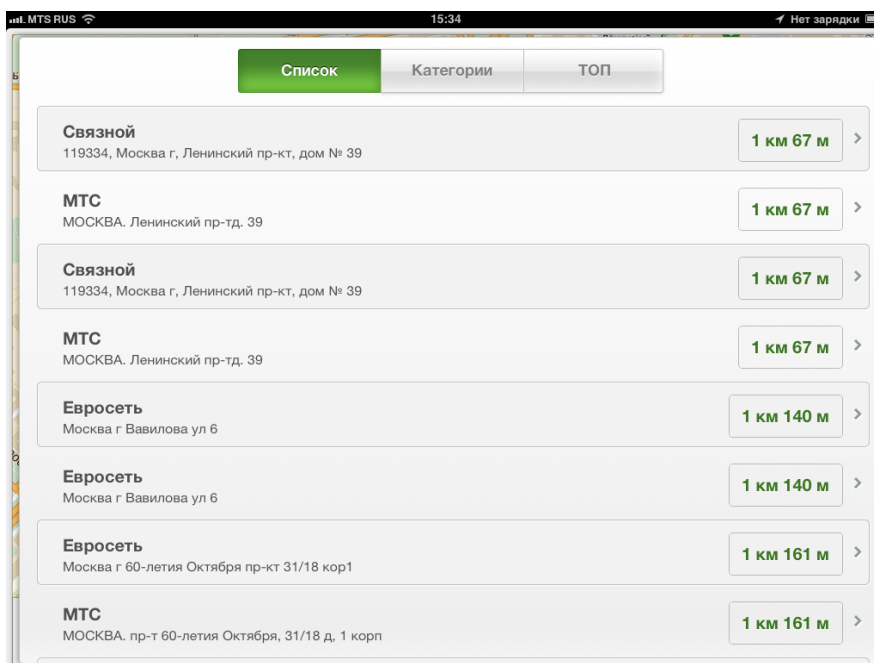 MTS RUS
15:34
Нет зарядки
Список
Категории
ТОП
Связной
119334, Москва г, Ленинский пр-кт, дом № 39
1 км 67 м
МТС
МОСКВА. Ленинский пр-тд. 39
1 км 67 м
Связной
119334, Москва г, Ленинский пр-кт, дом № 39
1 км 67 м
МТС
МОСКВА. Ленинский пр-тд. 39
1 км 67 м
Евросеть
Москва г Вавилова ул 6
1 км 140 м
Евросеть
Москва г Вавилова ул 6
1 км 140 м
Евросеть
Москва г 60-летия Октября пр-кт 31/18 кор1
1 км 161 м
МТС
МОСКВА. пр-т 60-летия Октября, 31/18 д, 1 корп
1 км 161 м